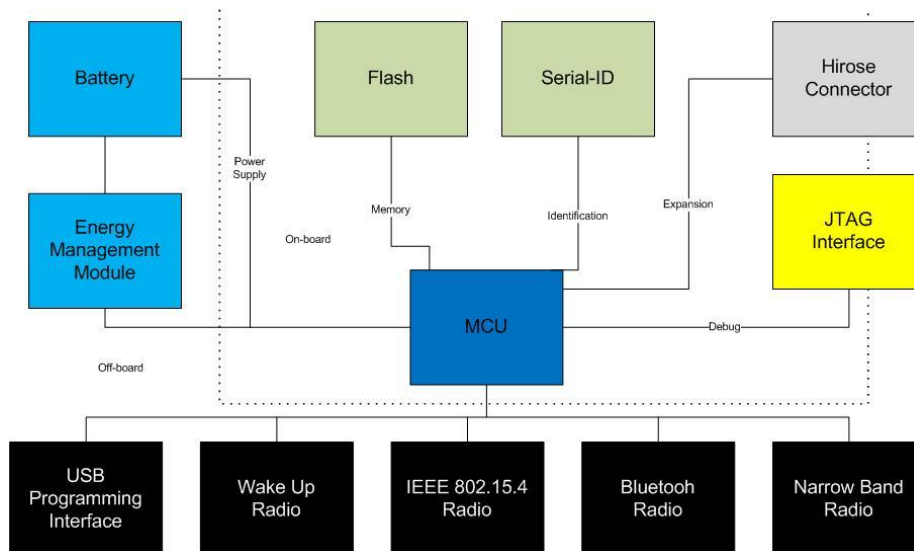 Battery
Flash
Serial-ID
Hirose
Connector
Power
Supply
Memory
Identification
Expansion
Energy
Management
Module
On-board
JTAG
Interface
MCU
Debug
Off-board
USB
Programming
Interface
Wake Up
Radio
IEEE 802.15.4
Radio
Bluetooh
Radio
Narrow Band
Radio